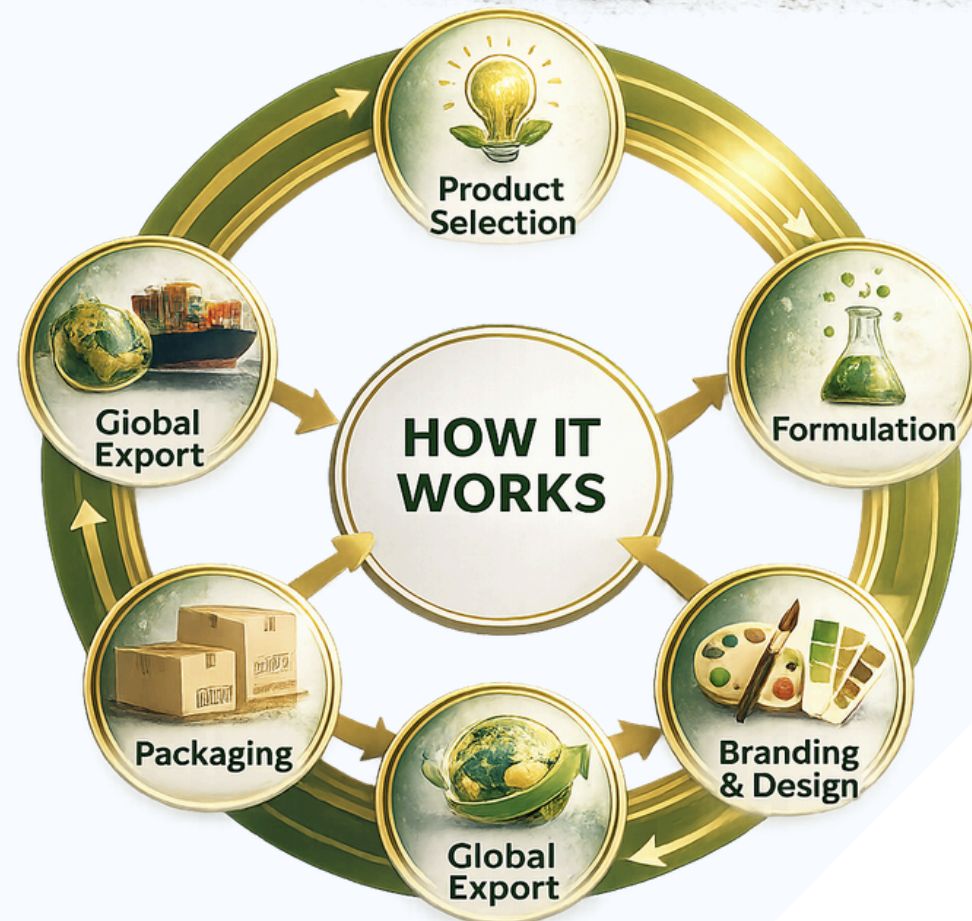 Product
Selection
Formulation
HOW IT
WORKS
Giobal
Export
Packaging
Branding
& Design
Global
Export